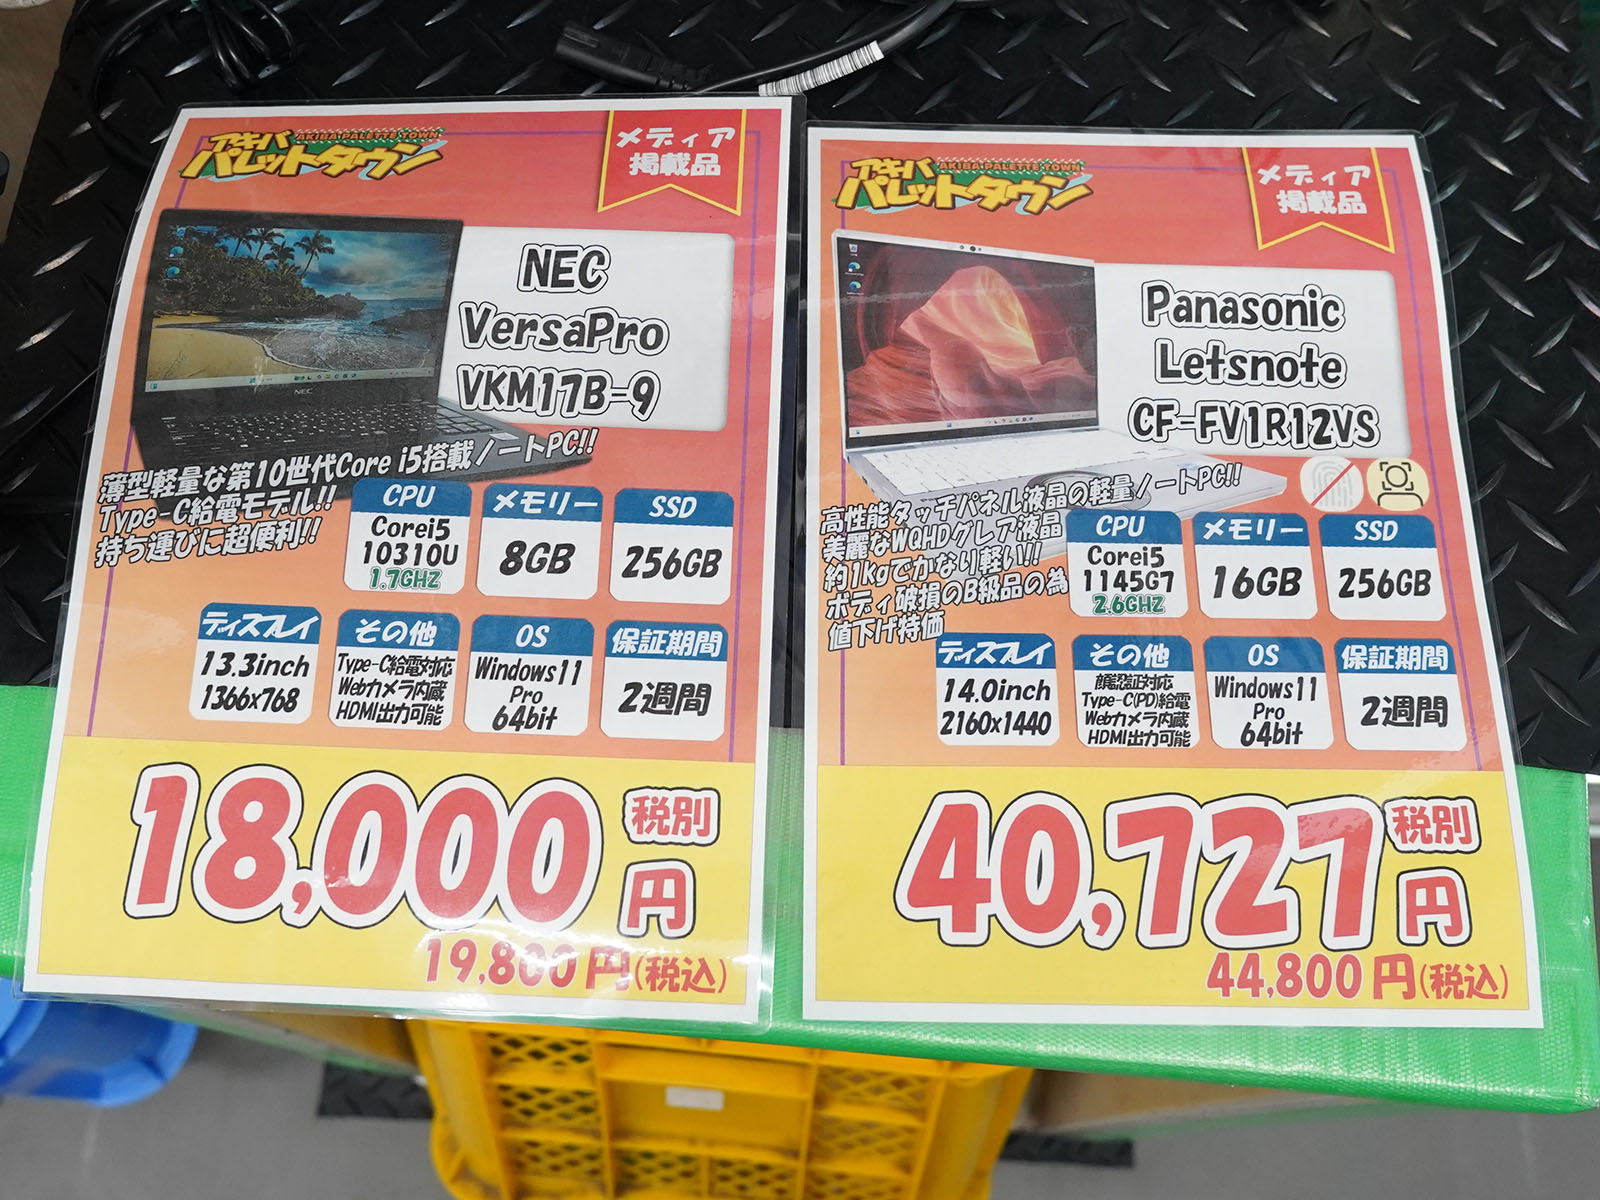 アキバ
AKIBA PALETTE TOWN
パレットタウン
メディア
掲載品
NEC
VersaPro
VKM17B-9
NEC
薄型軽量な第10世代Core i5搭載ノートPC!!
Type-C給電モデル!!
持ち運びに超便利!!
CPU
Corei5
10310U
1.7GHZ
メモリー
8GB
SSD
256GB
ディスプレイ
13.3inch
1366x768
その他
Type-C給電対応
Webカメラ内蔵
HDMI出力可能
OS
Windows11
Pro
64bit
保証期間
2週間
18,000円
税別
19,800円(税込)
アキバ
AKIBA PALETTE TOWN
パレットタウン
メディア
掲載品
Panasonic
Letsnote
CF-FV1R12VS
高性能タッチパネル液晶の軽量ノートPC!!
美麗なWQHDグレア液晶
約1kgでかなり軽い!!
ボディ破損のB級品の為
値下げ特価
CPU
Corei5
1145G7
2.6GHZ
メモリー
16GB
SSD
256GB
ディスプレイ
14.0inch
2160x1440
その他
顔認証対応
Type-C(PD)給電
Webカメラ内蔵
HDMI出力可能
OS
Windows11
Pro
64bit
保証期間
2週間
40,727円
税別
44,800円(税込)